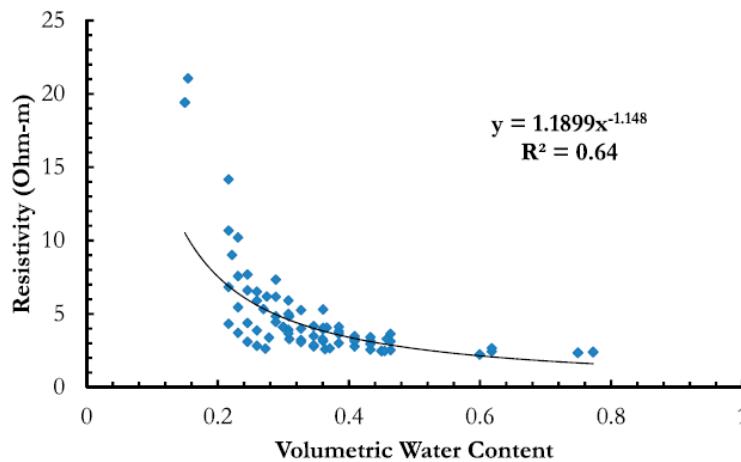 25
20
15
10
5
0
Resistivity (Ohm-m)
y = 1.1899x^-1.148
R² = 0.64
0 0.2 0.4 0.6 0.8 1
Volumetric Water Content